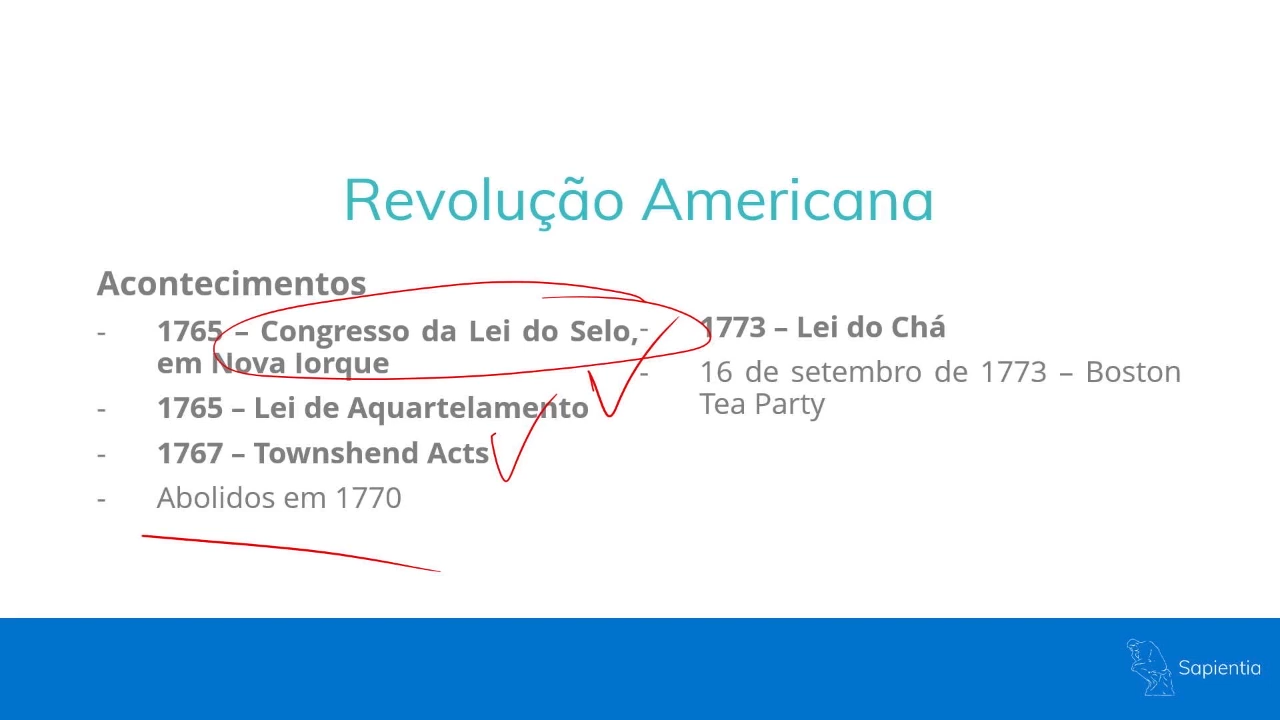 Revolução Americana
Acontecimentos
- 1765 – Congresso da Lei do Selo,
em Nova Iorque
- 1765 – Lei de Aquartelamento
- 1767 – Townshend Acts
- Abolidos em 1770
- 1773 – Lei do Chá
- 16 de setembro de 1773 – Boston
Tea Party
Sapientia